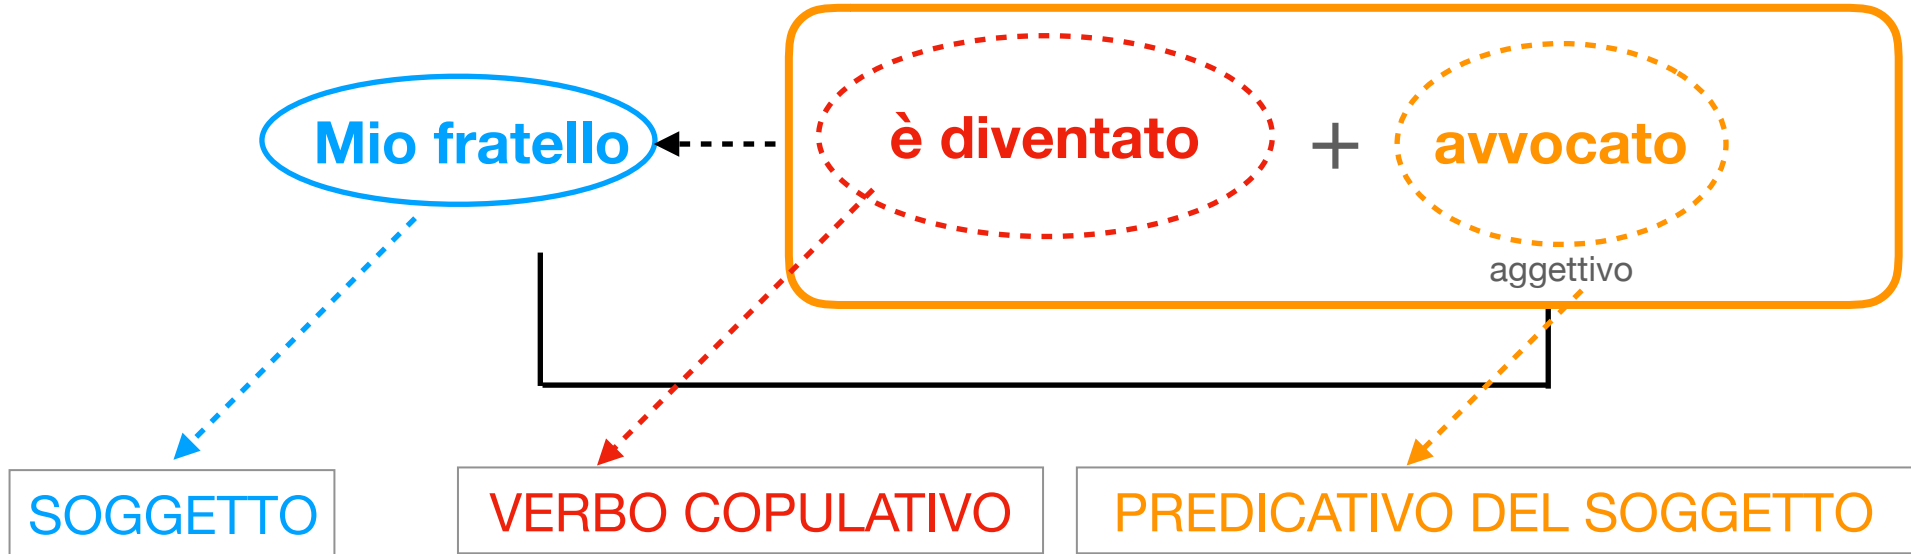 Mio fratello è diventato + avvocato
aggettivo
SOGGETTO VERBO COPULATIVO PREDICATIVO DEL SOGGETTO